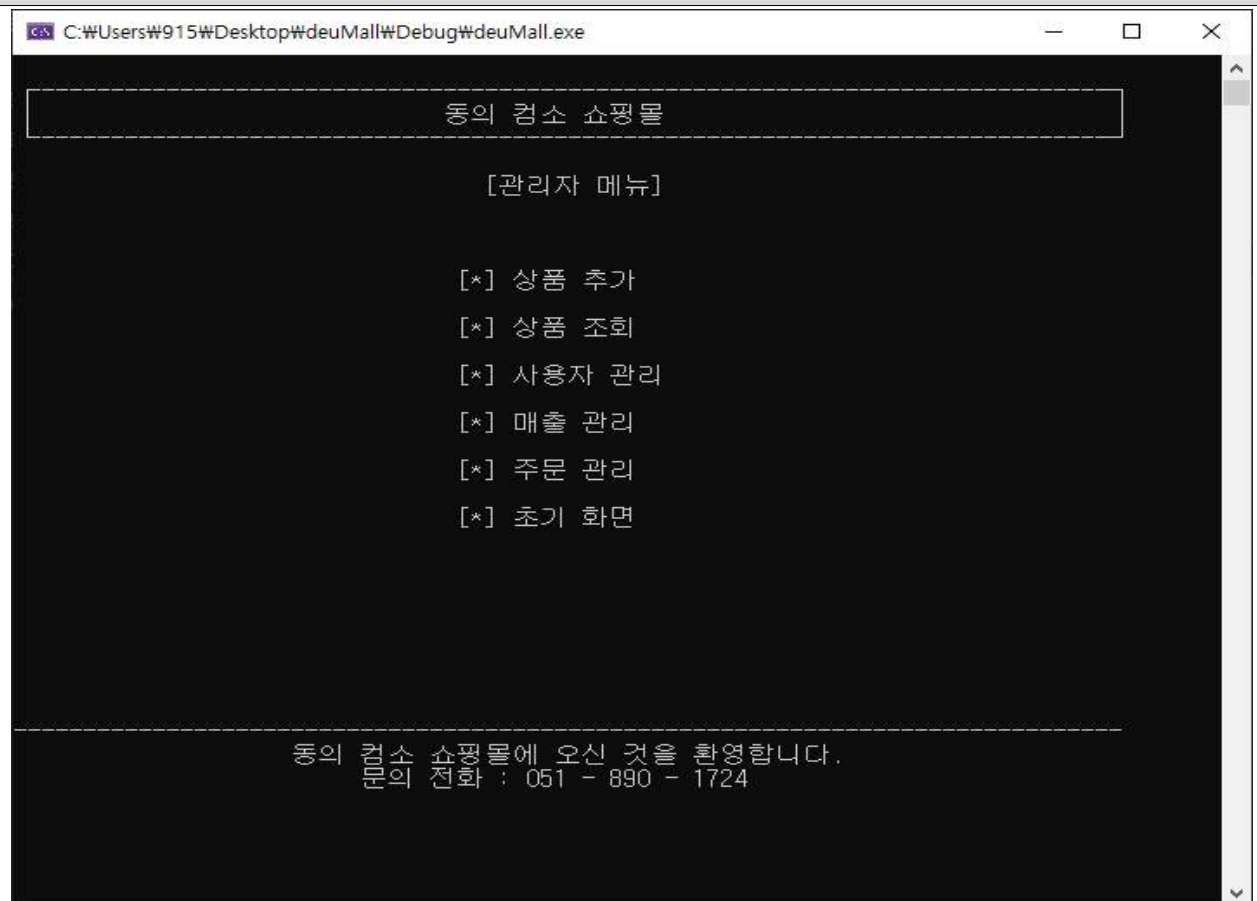 C:₩Users₩915₩Desktop₩deuMall₩Debug₩deuMall.exe
동의 컴소 쇼핑몰
[관리자 메뉴]
[*] 상품 추가
[*] 상품 조회
[*] 사용자 관리
[*] 매출 관리
[*] 주문 관리
[*] 초기 화면
동의 컴소 쇼핑몰에 오신 것을 환영합니다.
문의 전화 : 051 - 890 - 1724